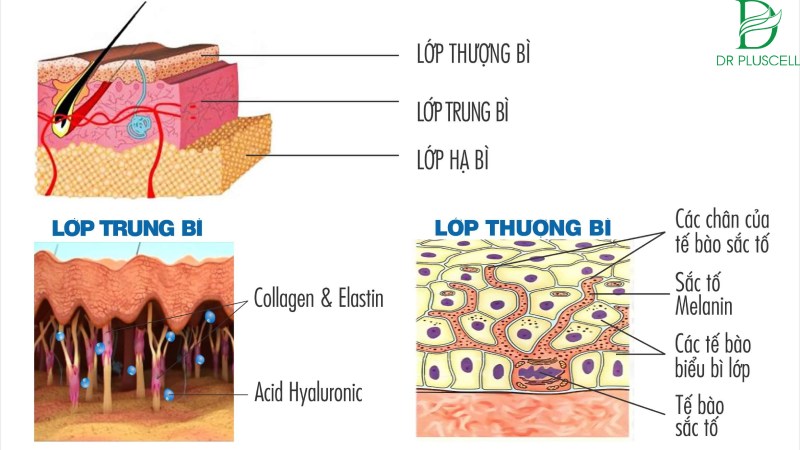 DR PLUSCELL
LỚP THƯỢNG BÌ
LỚP TRUNG BÌ
LỚP HẠ BÌ
LỚP TRUNG BÌ
Collagen & Elastin
Acid Hyaluronic
LỚP THƯỢNG BÌ
Các chân của
tế bào sắc tố
Sắc tố
Melanin
Các tế bào
biểu bì lớp
Tế bào
sắc tố